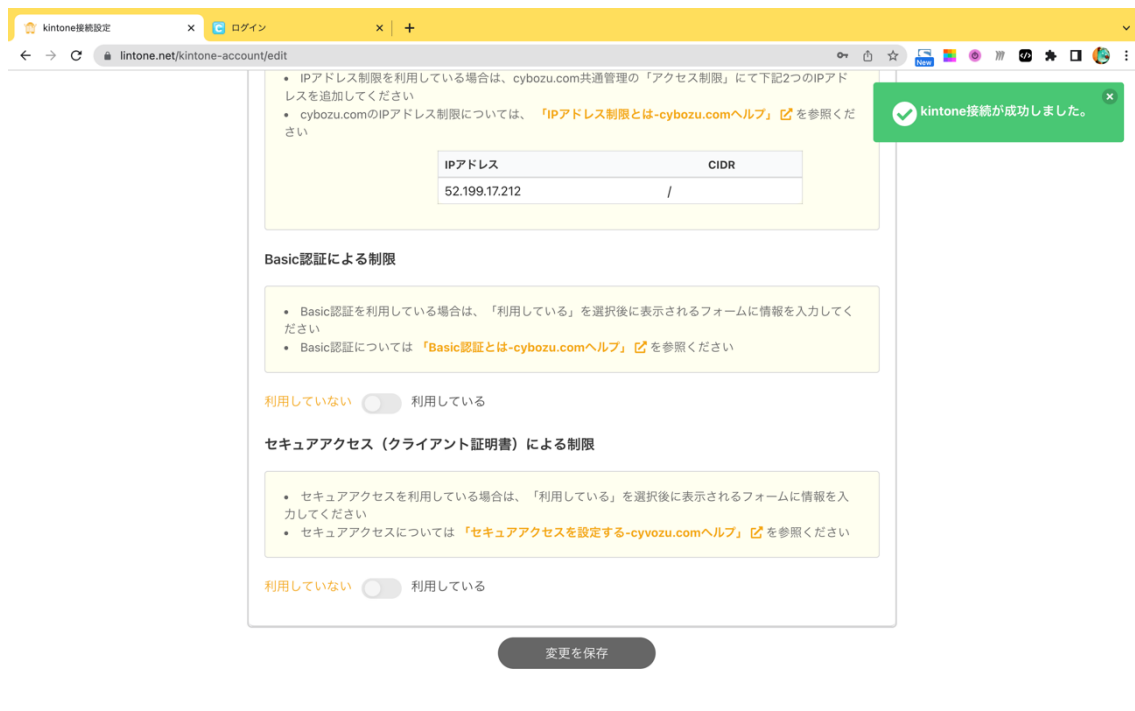 kintone接続設定
ログイン
lintone.net/kintone-account/edit
New
• IPアドレス制限を利用している場合は、cybozu.com共通管理の「アクセス制限」にて下記2つのIPアド
レスを追加してください
• cybozu.comのIPアドレス制限については、「IPアドレス制限とは-cybozu.comヘルプ」を参照くだ
さい
kintone接続が成功しました。
IPアドレス CIDR
52.199.17.212 /
Basic認証による制限
• Basic認証を利用している場合は、「利用している」を選択後に表示されるフォームに情報を入力してく
ださい
• Basic認証については「Basic認証とは-cybozu.comヘルプ」を参照ください
利用していない 利用している
セキュアアクセス（クライアント証明書）による制限
• セキュアアクセスを利用している場合は、「利用している」を選択後に表示されるフォームに情報を入
力してください
• セキュアアクセスについては「セキュアアクセスを設定する-cyvozu.comヘルプ」を参照ください
利用していない 利用している
変更を保存